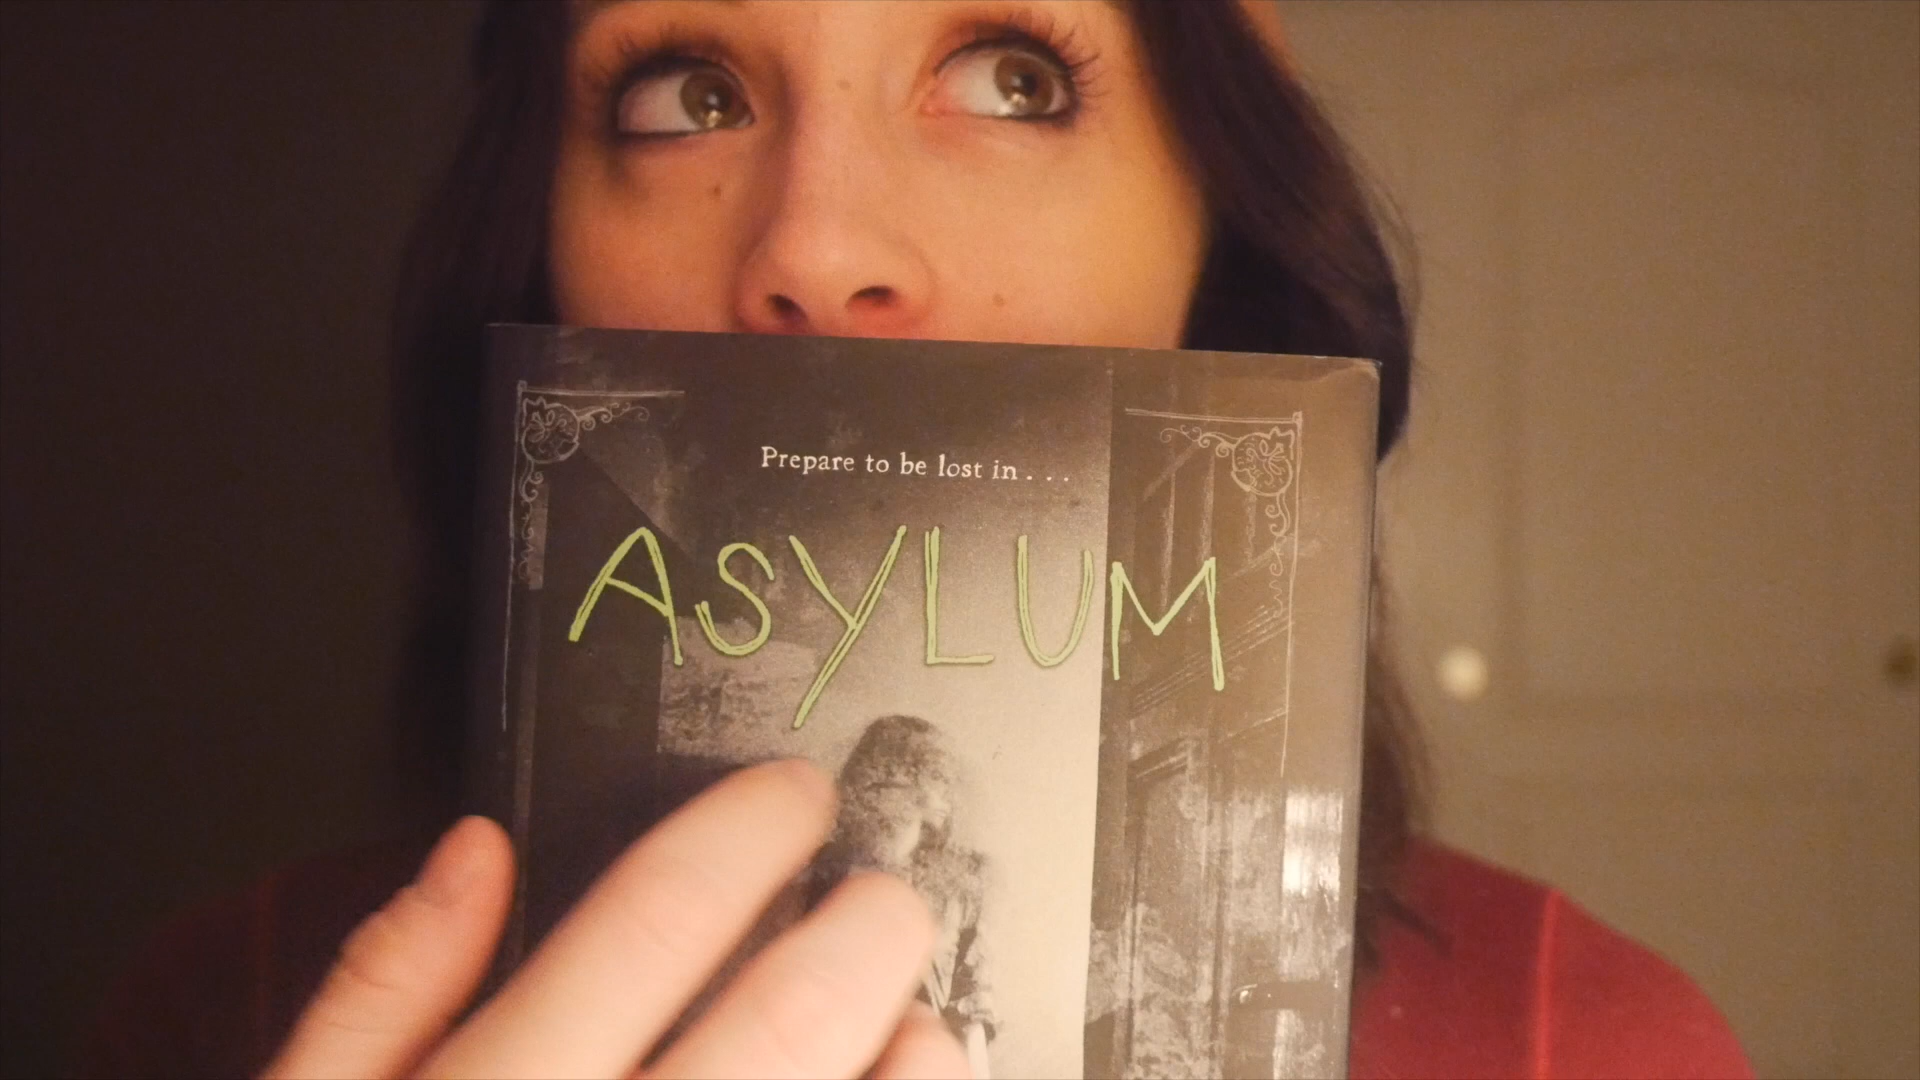 Prepare to be lost in . . .
ASYLUM